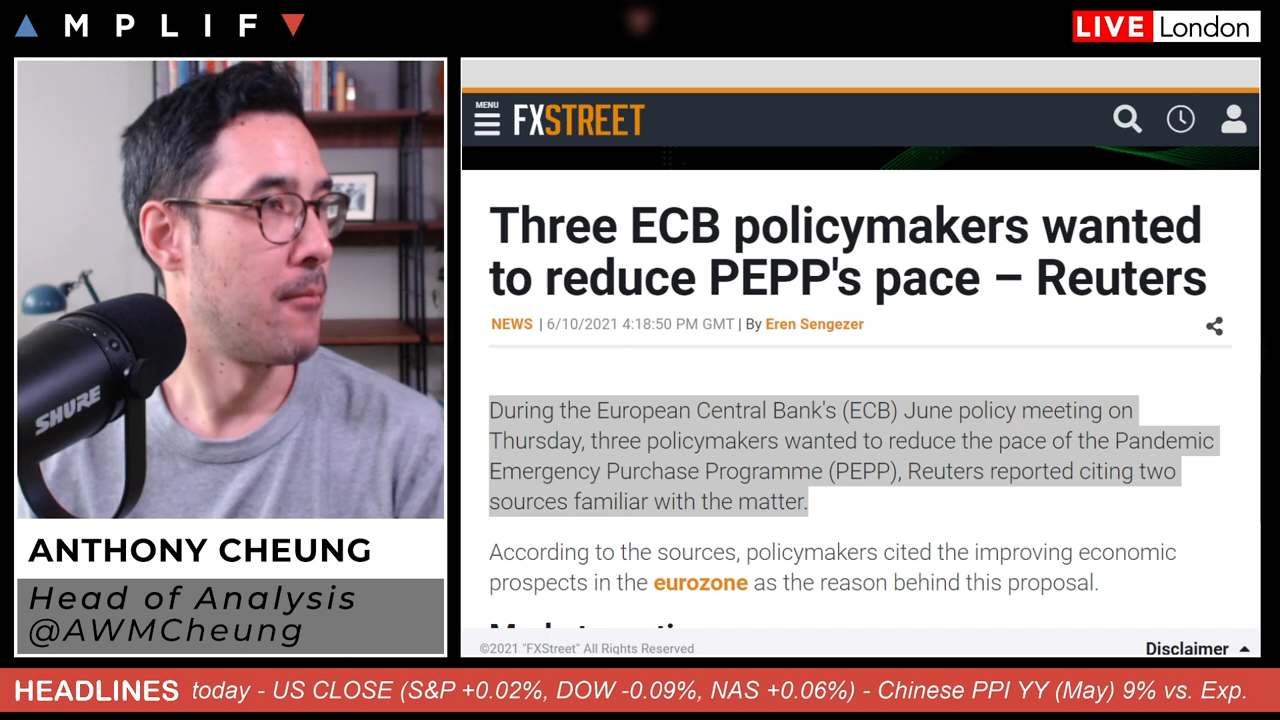 MPLIF
LIVE London
MENU
FXSTREET
Three ECB policymakers wanted
to reduce PEPP's pace – Reuters
NEWS | 6/10/2021 4:18:50 PM GMT | By Eren Sengezer
During the European Central Bank's (ECB) June policy meeting on
Thursday, three policymakers wanted to reduce the pace of the Pandemic
Emergency Purchase Programme (PEPP), Reuters reported citing two
sources familiar with the matter.
According to the sources, policymakers cited the improving economic
prospects in the eurozone as the reason behind this proposal.
©2021 "FXStreet" All Rights Reserved
Disclaimer
SHURE
ANTHONY CHEUNG
Head of Analysis
@AWMCheung
HEADLINES today - US CLOSE (S&P +0.02%, DOW -0.09%, NAS +0.06%) - Chinese PPI YY (May) 9% vs. Exp.